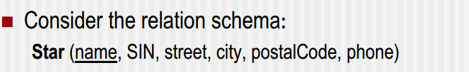 Consider the relation schema:
Star (name, SIN, street, city, postalCode, phone)